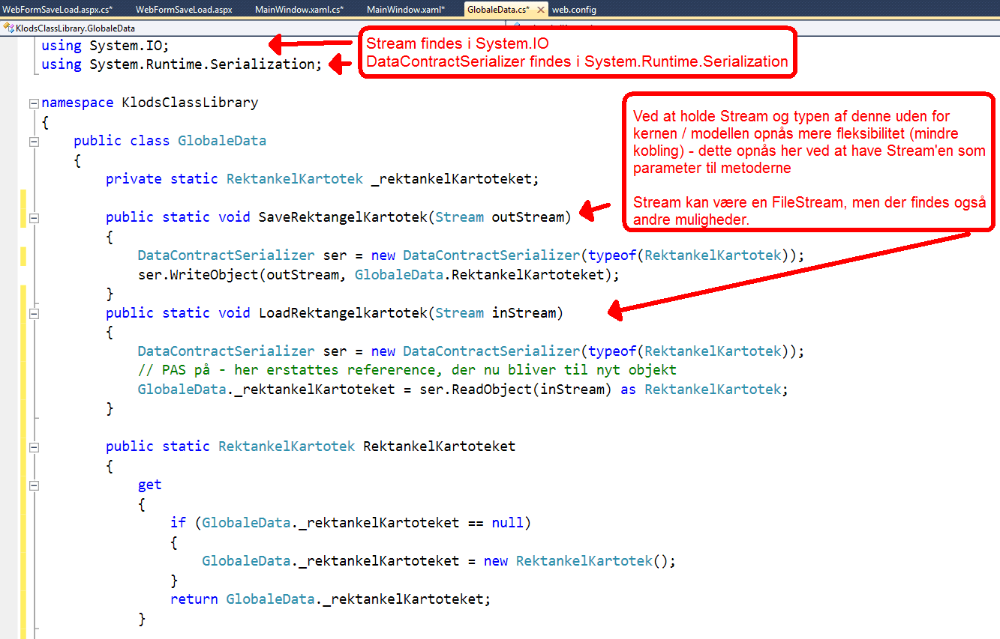 WebFormSaveLoad.aspx.cs* WebFormSaveLoad.aspx MainWindow.xaml.cs* MainWindow.xaml* GlobaleData.cs* web.config
KlodsClassLibrary.GlobaleData
using System.IO;
using System.Runtime.Serialization;
Stream findes i System.IO
DataContractSerializer findes i System.Runtime.Serialization
namespace KlodsClassLibrary
{
public class GlobaleData
{
private static RektankelKartotek _rektankelKartoteket;
Ved at holde Stream og typen af denne uden for
kernen / modellen opnås mere fleksibilitet (mindre
kobling) - dette opnås her ved at have Stream'en som
parameter til metoderne
Stream kan være en FileStream, men der findes også
andre muligheder.
public static void SaveRektangelKartotek(Stream outStream)
{
DataContractSerializer ser = new DataContractSerializer(typeof(RektankelKartotek));
ser.WriteObject(outStream, GlobaleData.RektankelKartoteket);
}
public static void LoadRektangelkartotek(Stream inStream)
{
DataContractSerializer ser = new DataContractSerializer(typeof(RektankelKartotek));
// PAS på - her erstattes refererence, der nu bliver til nyt objekt
GlobaleData._rektankelKartoteket = ser.ReadObject(inStream) as RektankelKartotek;
}
public static RektankelKartotek RektankelKartoteket
{
get
{
if (GlobaleData._rektankelKartoteket == null)
{
GlobaleData._rektankelKartoteket = new RektankelKartotek();
}
return GlobaleData._rektankelKartoteket;
}